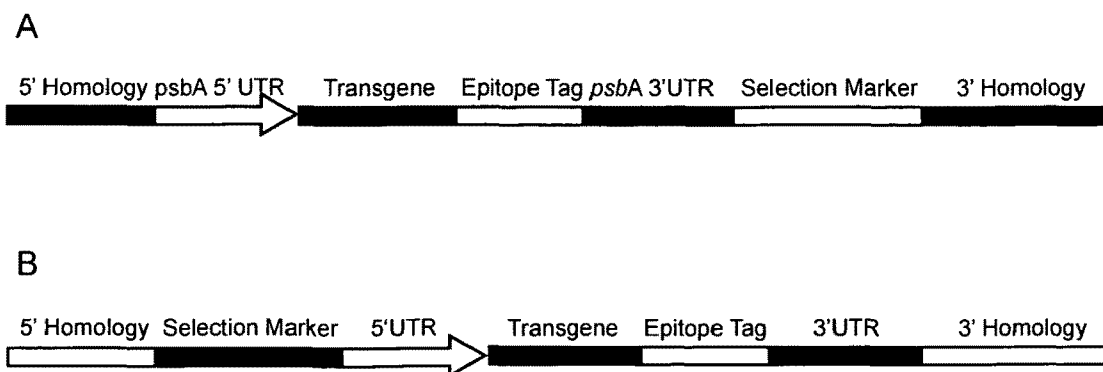 A
5' Homology psbA 5' UTR Transgene Epitope Tag psbA 3'UTR Selection Marker 3' Homology
B
5' Homology Selection Marker 5'UTR Transgene Epitope Tag 3'UTR 3' Homology